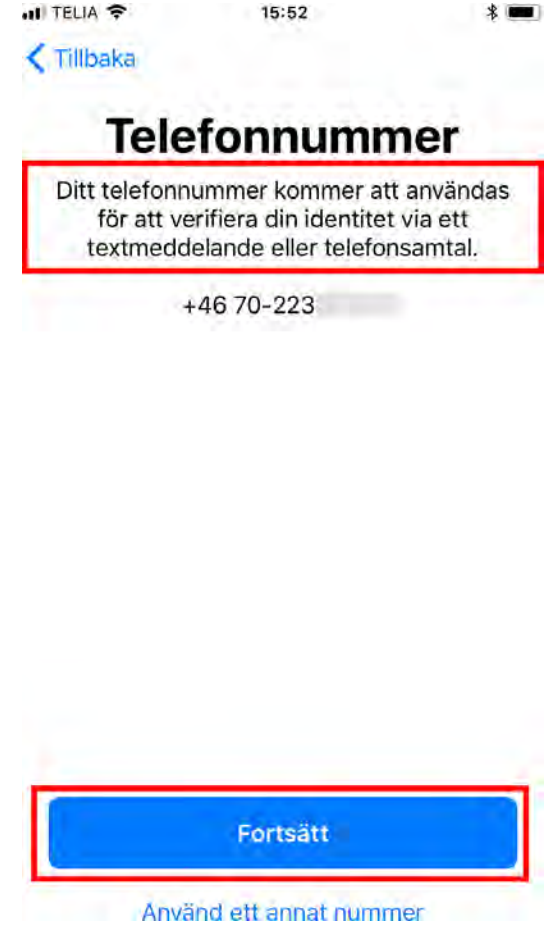 TELIA 15:52
Tillbaka
Telefonnummer
Ditt telefonnummer kommer att användas
för att verifiera din identitet via ett
textmeddelande eller telefonsamtal.
+46 70-223
Fortsätt
Använd ett annat nummer